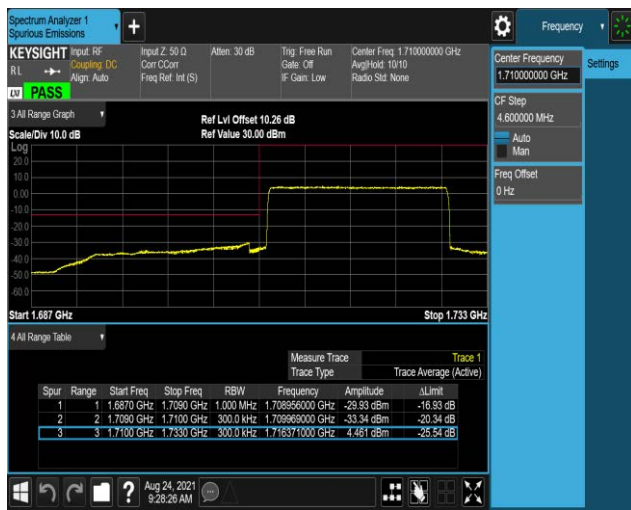 Spectrum Analyzer 1
Spurious Emissions
Frequency
KEYSIGHT
Input: RF
Coupling: DC
Align: Auto
Input Z: 50 Ω
Corr CCorr
Freq Ref: Int (S)
Atten: 30 dB
Trig: Free Run
Gate: Off
IF Gain: Low
Center Freq: 1.710000000 GHz
Avg|Hold: 10/10
Radio Std: None
RL
LXI
PASS
Center Frequency
1.710000000 GHz
Settings
CF Step
4.600000 MHz
Auto
Man
Freq Offset
0 Hz
3 All Range Graph
Scale/Div 10.0 dB
Ref Lvl Offset 10.26 dB
Ref Value 30.00 dBm
Log
20.0
10.0
0.00
-10.0
-20.0
-30.0
-40.0
-50.0
-60.0
Start 1.687 GHz
Stop 1.733 GHz
4 All Range Table
Measure Trace Trace 1
Trace Type Trace Average (Active)
Spur Range Start Freq Stop Freq RBW Frequency Amplitude ΔLimit
1 1 1.6870 GHz 1.7090 GHz 1.000 MHz 1.708956000 GHz -29.93 dBm -16.93 dB
2 2 1.7090 GHz 1.7100 GHz 300.0 kHz 1.709969000 GHz -33.34 dBm -20.34 dB
3 3 1.7100 GHz 1.7330 GHz 300.0 kHz 1.716371000 GHz 4.461 dBm -25.54 dB
Aug 24, 2021
9:28:26 AM